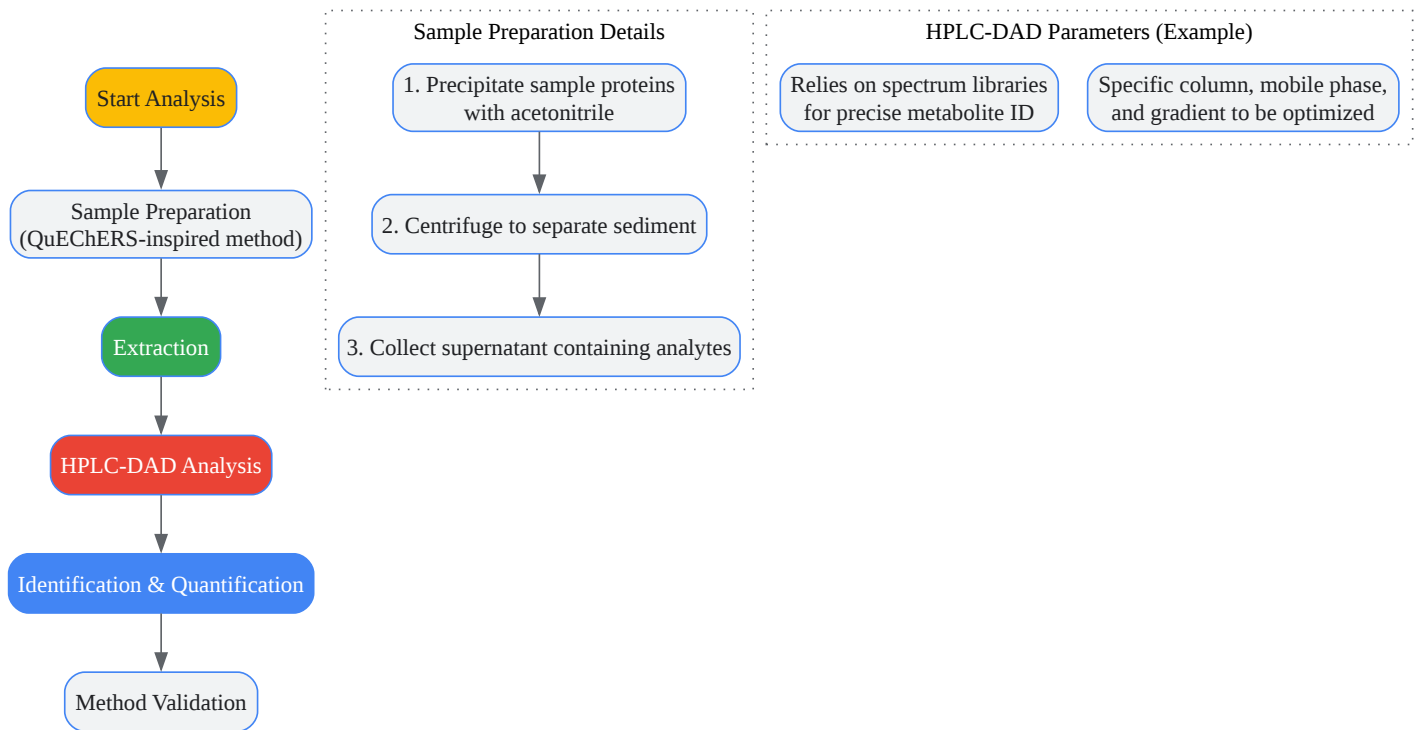 Start Analysis
Sample Preparation
(QuEChERS-inspired method)
Extraction
HPLC-DAD Analysis
Identification & Quantification
Method Validation
Sample Preparation Details
1. Precipitate sample proteins
with acetonitrile
2. Centrifuge to separate sediment
3. Collect supernatant containing analytes
HPLC-DAD Parameters (Example)
Relies on spectrum libraries
for precise metabolite ID
Specific column, mobile phase,
and gradient to be optimized